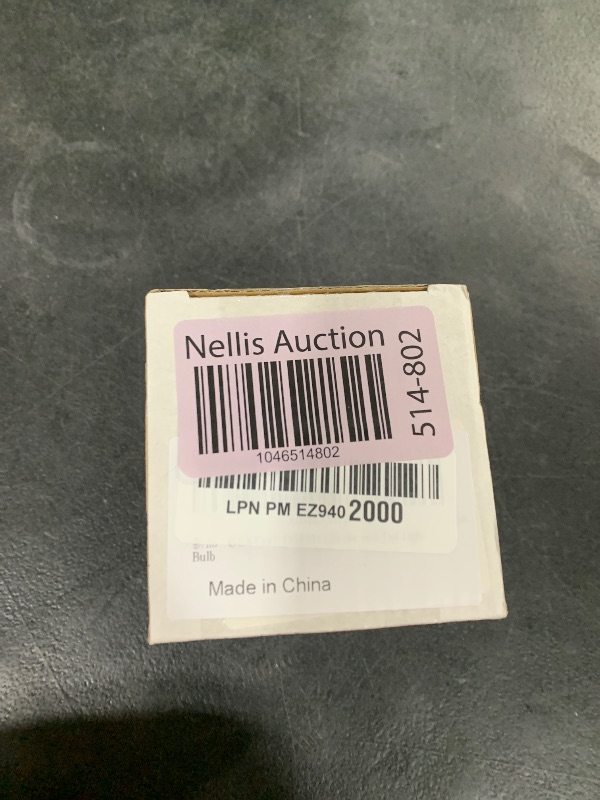 Nellis Auction
514-802
1046514802
LPN PM EZ940 2000
Bulb
Made in China